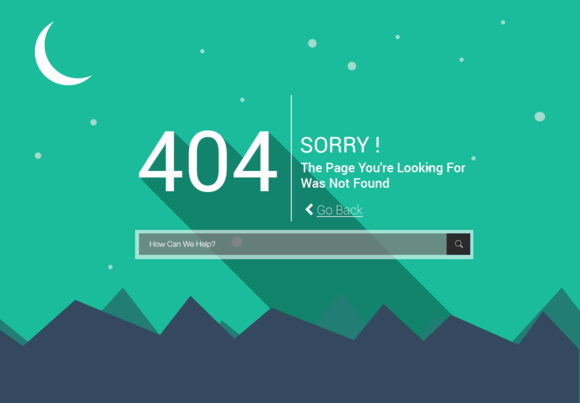 404
SORRY !
The Page You're Looking For
Was Not Found
Go Back
How Can We Help?